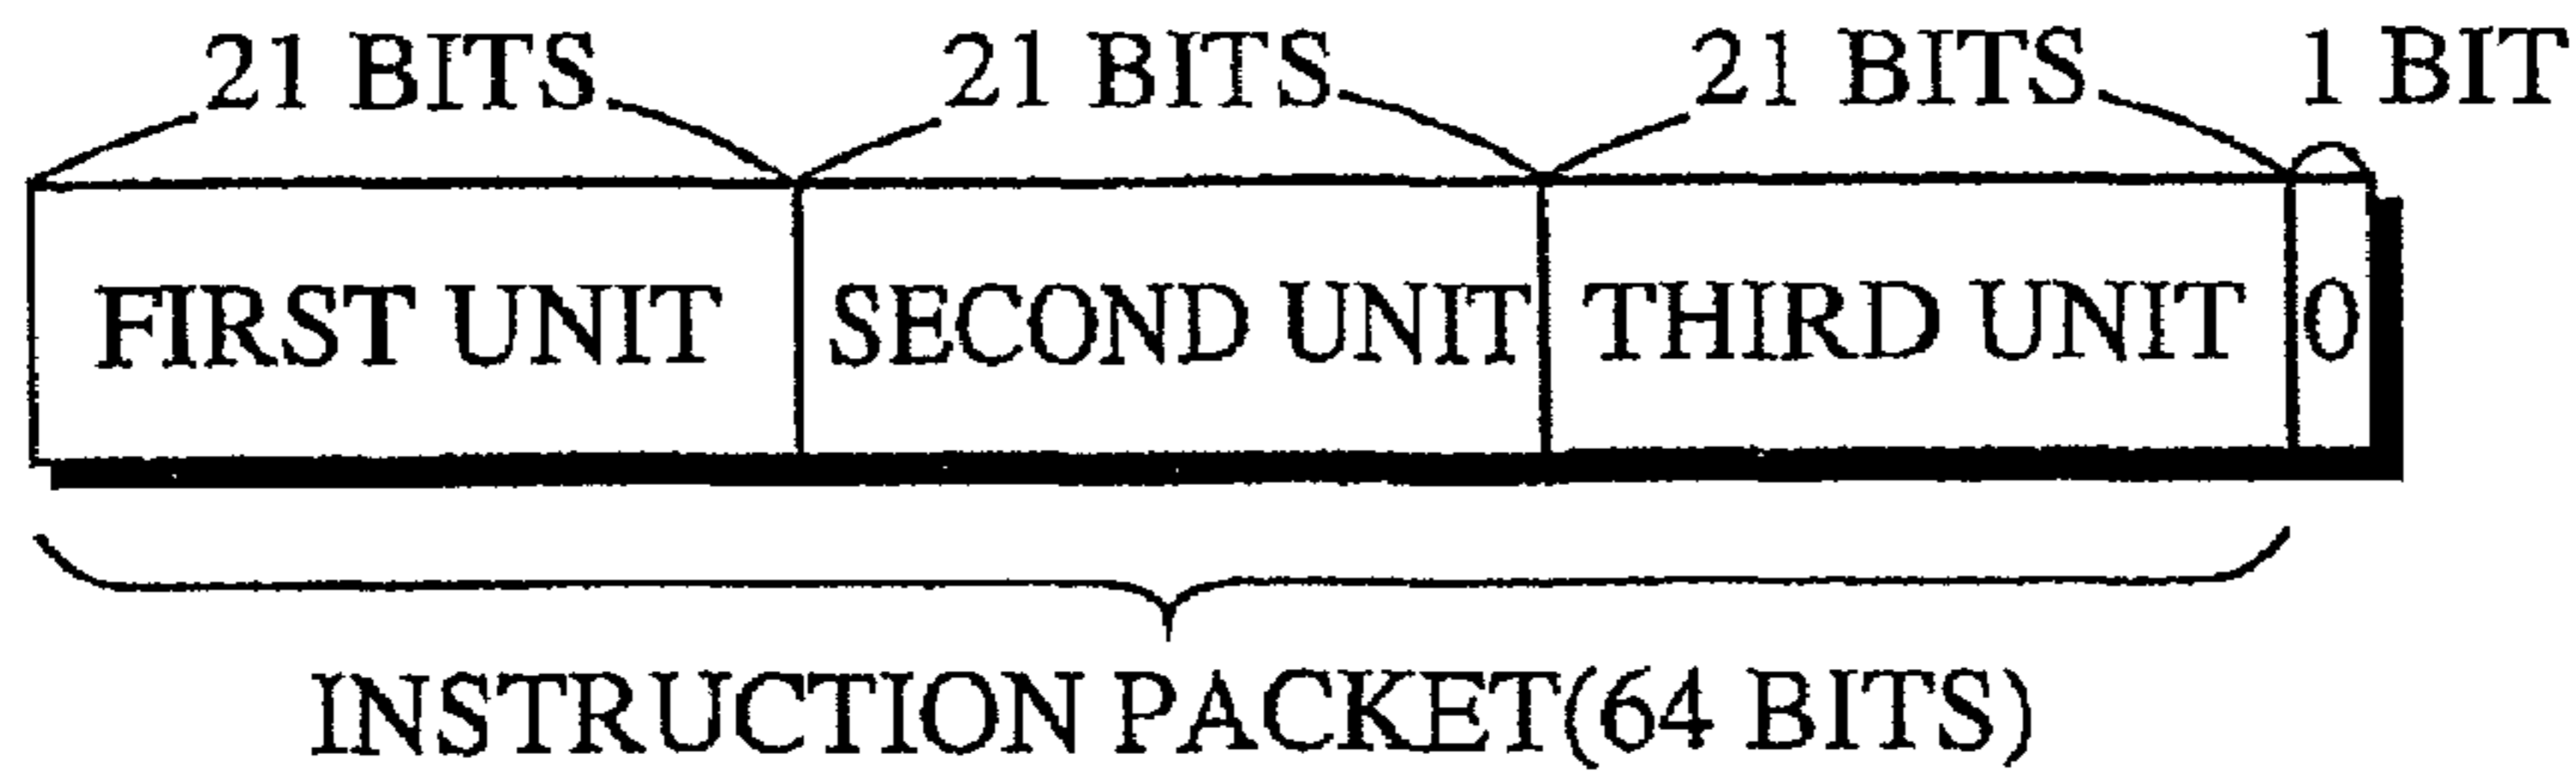 21 BITS 21 BITS 21 BITS 1 BIT
FIRST UNIT SECOND UNIT THIRD UNIT 0
INSTRUCTION PACKET(64 BITS)